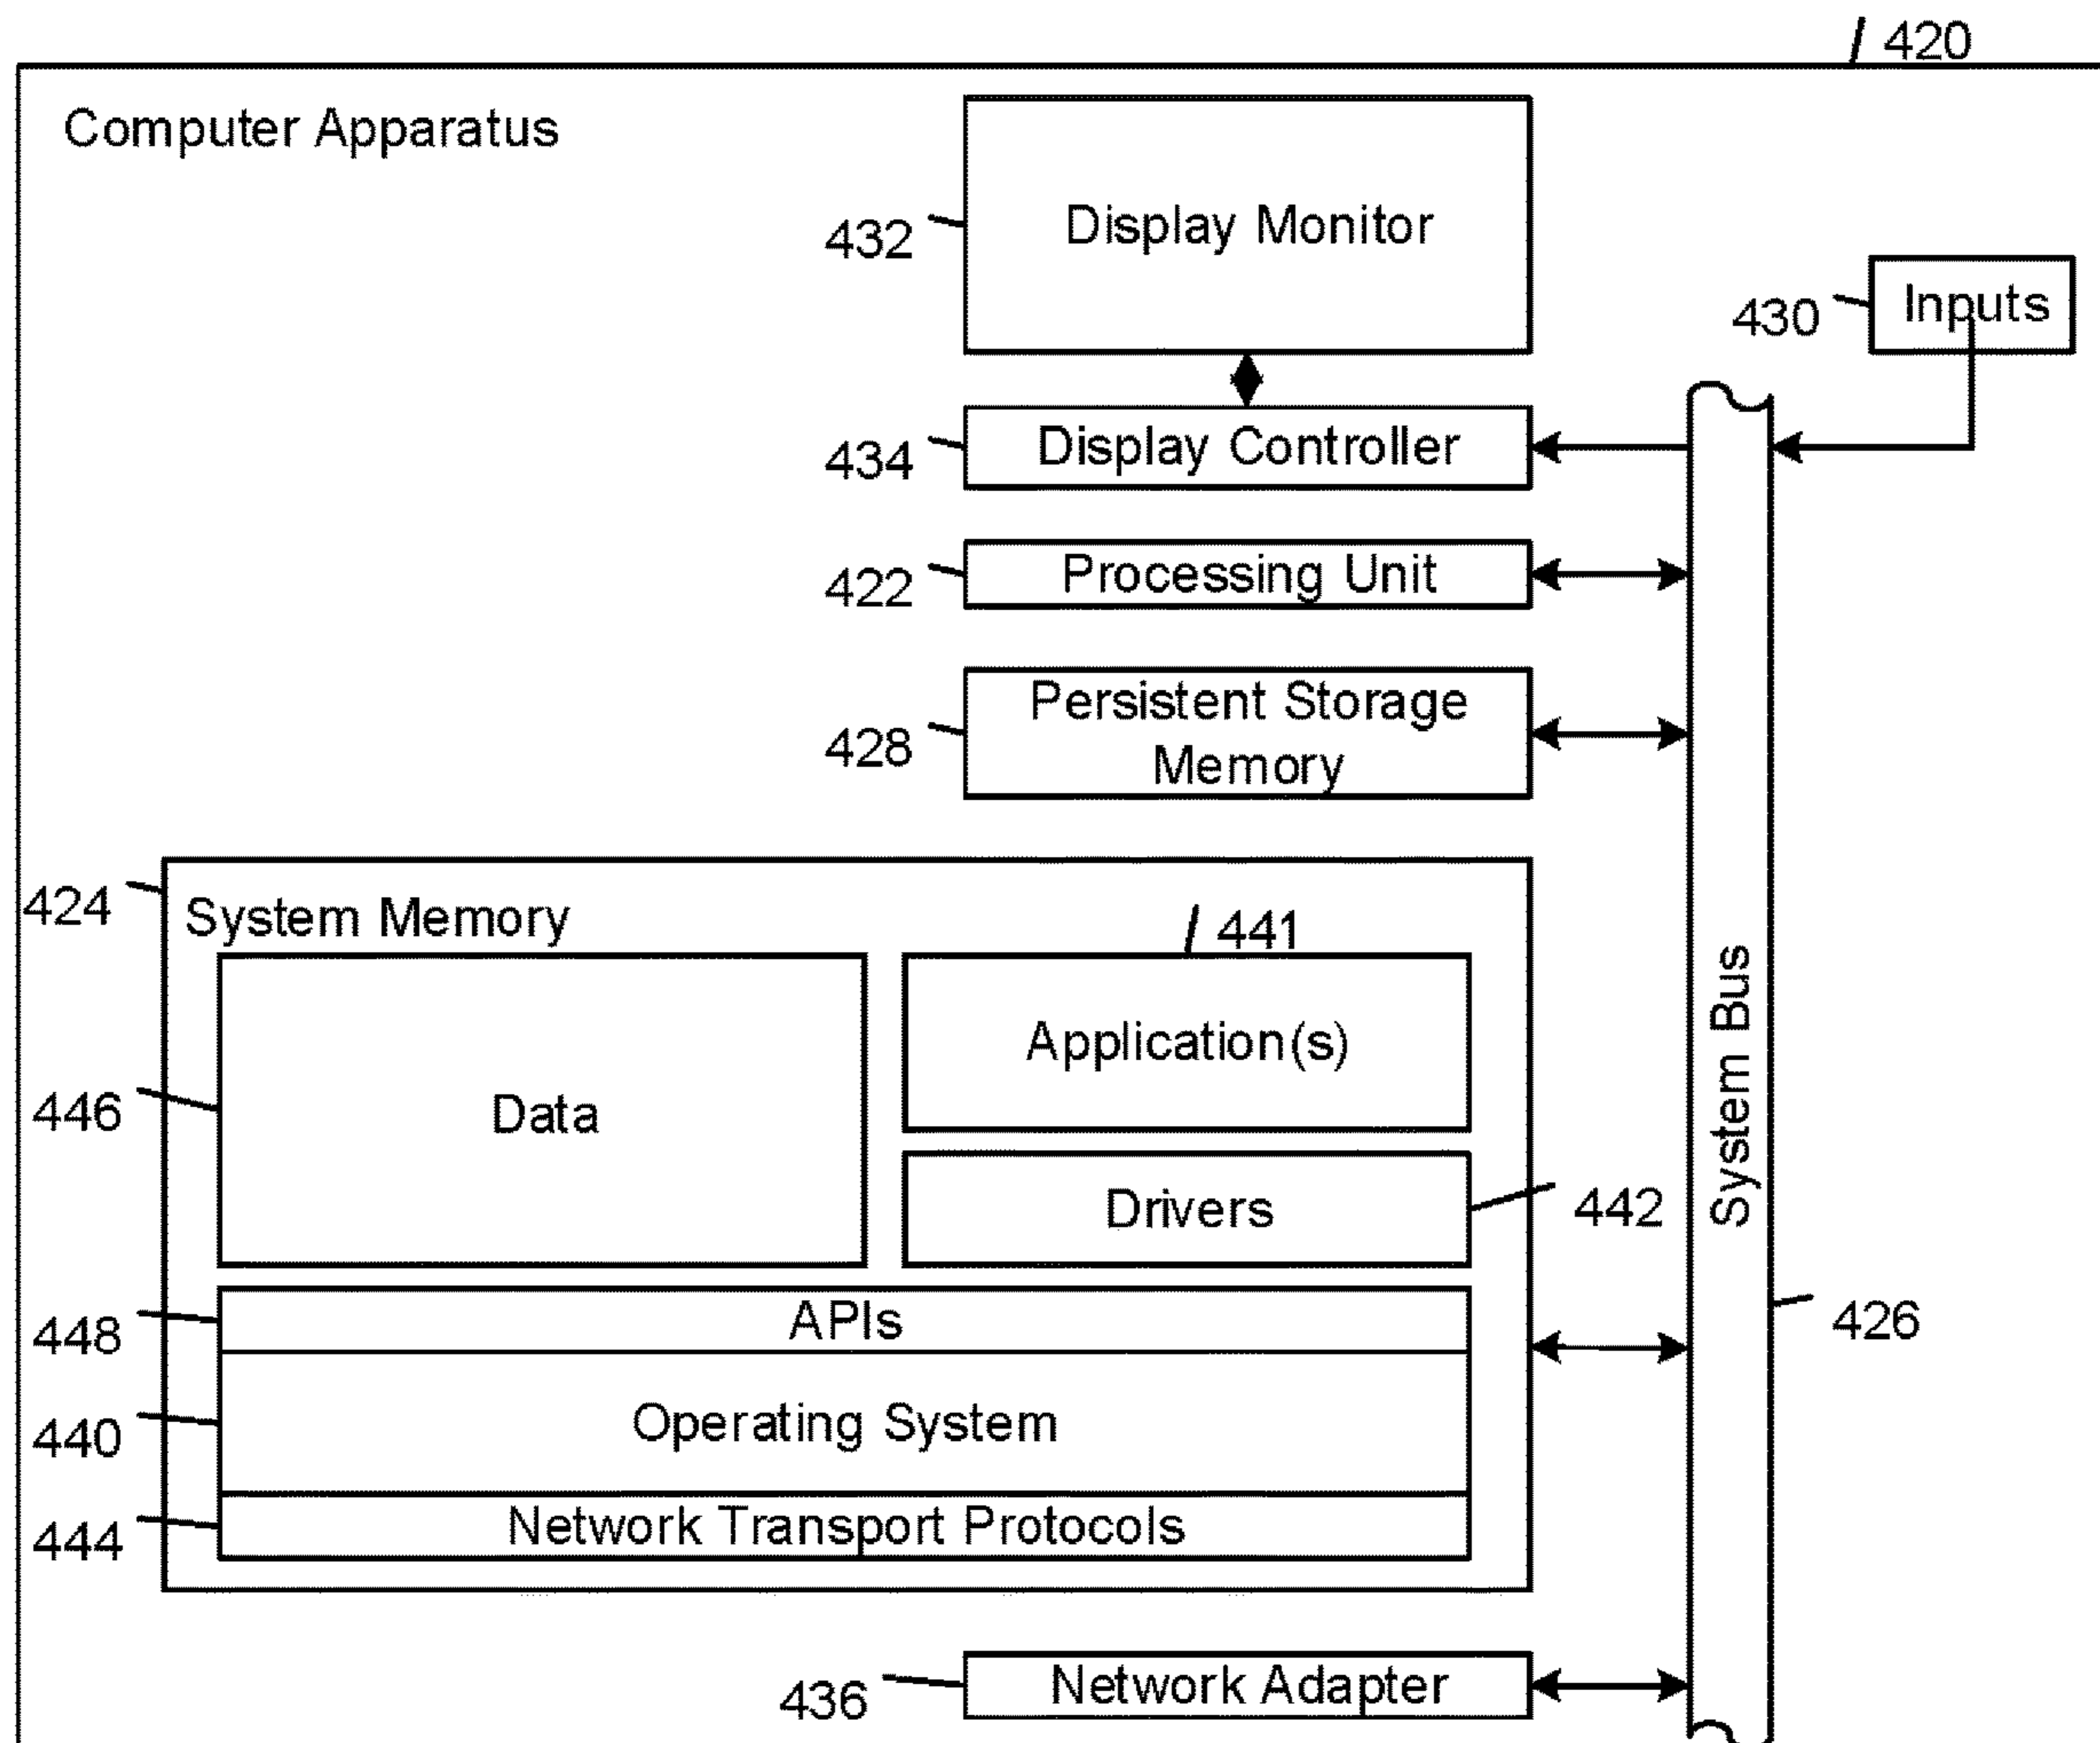 420
Computer Apparatus
432
Display Monitor
430
Inputs
434
Display Controller
422
Processing Unit
428
Persistent Storage
Memory
424
System Memory
441
446
Data
Application(s)
Drivers
442
System Bus
426
448
APIs
440
Operating System
444
Network Transport Protocols
436
Network Adapter